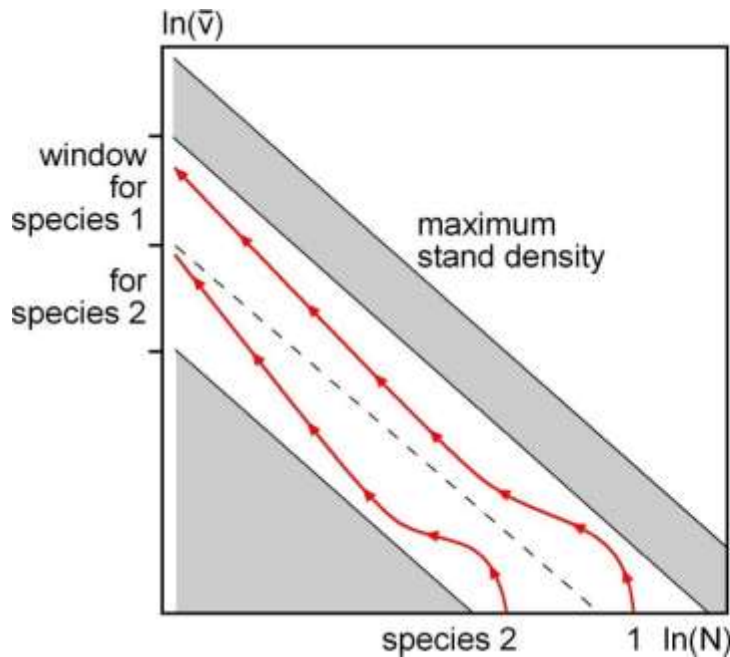 ln(v̄)
window
for
species 1
for
species 2
maximum
stand density
species 2
1
ln(N)